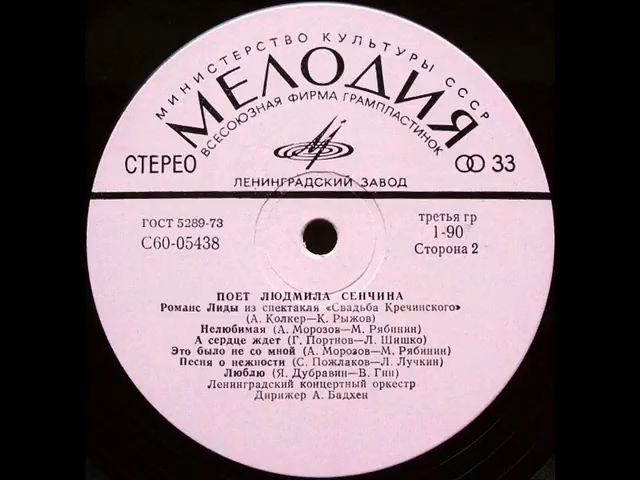 МИНИСТЕРСТВО КУЛЬТУРЫ СССР
МЕЛОДИЯ
ВСЕСОЮЗНАЯ ФИРМА ГРАМПЛАСТИНОК
СТЕРЕО
33
ЛЕНИНГРАДСКИЙ ЗАВОД
ГОСТ 5289-73
С60-05438
третья гр
1-90
Сторона 2
ПОЕТ ЛЮДМИЛА СЕНЧИНА
Романс Лиды из спектакля «Свадьба Кречинского»
(А. Колкер—К. Рыжов)
Нелюбимая (А. Морозов—М. Рябинин)
А сердце ждет (Г. Портнов—Л. Шишко)
Это было не со мной (А. Морозов—М. Рябинин)
Песня о нежности (С. Пожлаков—Л. Лучкин)
Люблю (Я. Дубравин—В. Гин)
Ленинградский концертный оркестр
Дирижер А. Бадхен